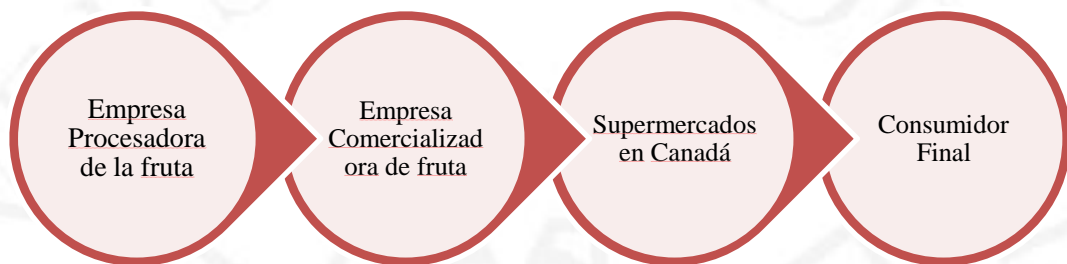 Empresa
Procesadora
de la fruta
Empresa
Comercializad
ora de fruta
Supermercados
en Canadá
Consumidor
Final